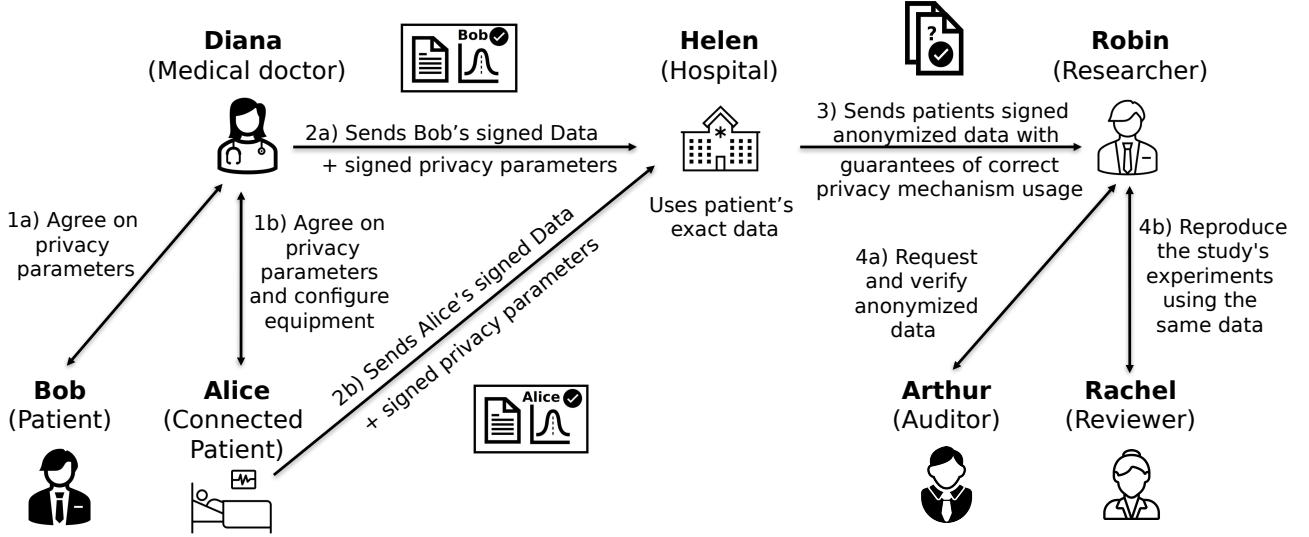 Diana
(Medical doctor)
Bob
Helen
(Hospital)
?
Robin
(Researcher)
2a) Sends Bob's signed Data
+ signed privacy parameters
3) Sends patients signed
anonymized data with
guarantees of correct
privacy mechanism usage
Uses patient's
exact data
1a) Agree on
privacy
parameters
1b) Agree on
privacy
parameters
and configure
equipment
2b) Sends Alice's signed Data
+ signed privacy parameters
4a) Request
and verify
anonymized
data
4b) Reproduce
the study's
experiments
using the
same data
Bob
(Patient)
Alice
(Connected
Patient)
Alice
Arthur
(Auditor)
Rachel
(Reviewer)